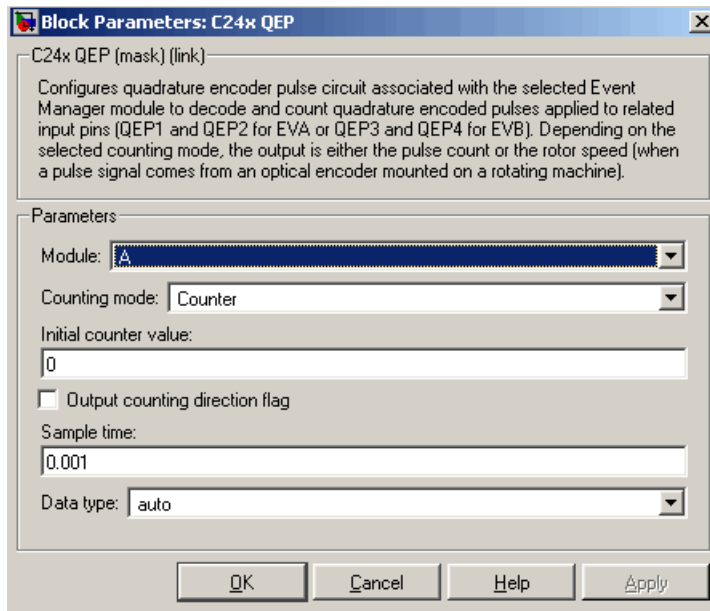 Block Parameters: C24x QEP
C24x QEP (mask) (link)
Configures quadrature encoder pulse circuit associated with the selected Event
Manager module to decode and count quadrature encoded pulses applied to related
input pins (QEP1 and QEP2 for EVA or QEP3 and QEP4 for EVB). Depending on the
selected counting mode, the output is either the pulse count or the rotor speed (when
a pulse signal comes from an optical encoder mounted on a rotating machine).
Parameters
Module: A
Counting mode: Counter
Initial counter value:
0
Output counting direction flag
Sample time:
0.001
Data type: auto
OK Cancel Help Apply